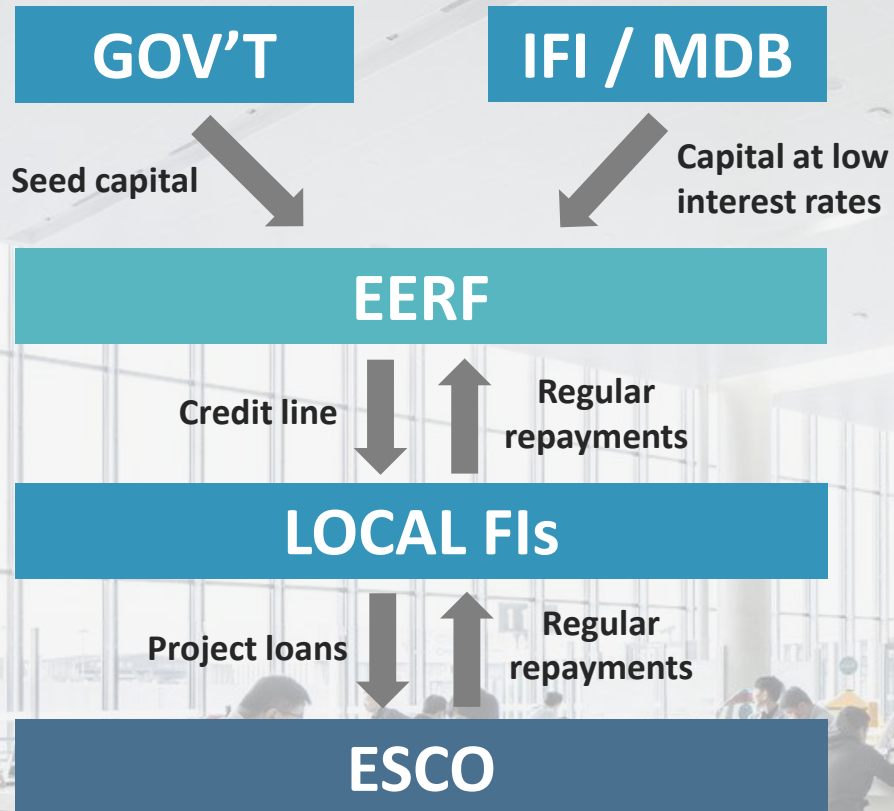 GOV’T
IFI / MDB
Seed capital
Capital at low
interest rates
EERF
Credit line
Regular
repayments
LOCAL FIs
Project loans
Regular
repayments
ESCO